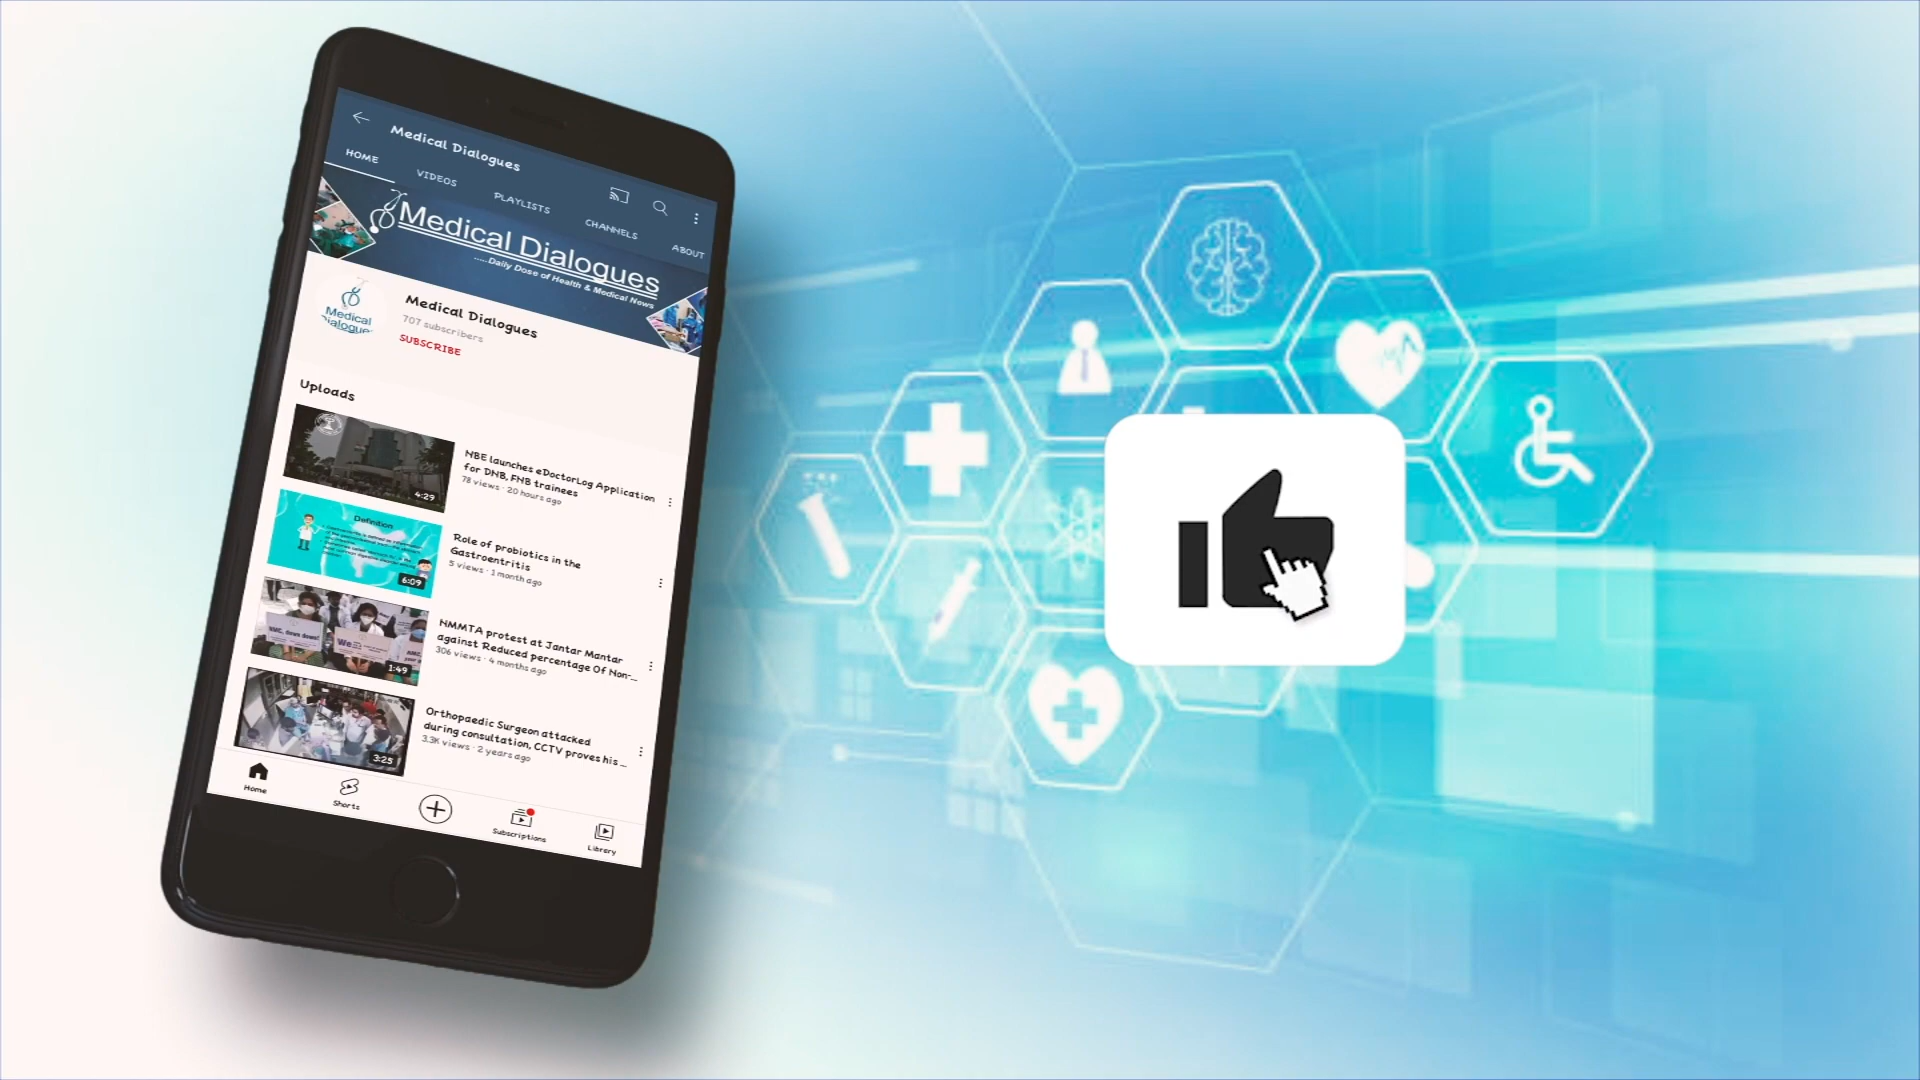 Medical Dialogues
HOME
VIDEOS
PLAYLISTS
CHANNELS
ABOUT
Medical Dialogues
.....Daily Dose of Health & Medical News
Medical
Dialogue
Medical Dialogues
707 subscribers
SUBSCRIBE
Uploads
4:29
NBE launches eDoctorLog Application
for DNB, FNB trainees
78 views · 20 hours ago
Definition
6:09
Role of probiotics in the
Gastroentritis
5 views · 1 month ago
We
1:49
NMMTA protest at Jantar Mantar
against 'Reduced percentage Of Non-...
306 views · 4 months ago
3:25
Orthopaedic Surgeon attacked
during consultation, CCTV proves his ...
3.3K views · 2 years ago
Home
Shorts
Subscriptions
Library